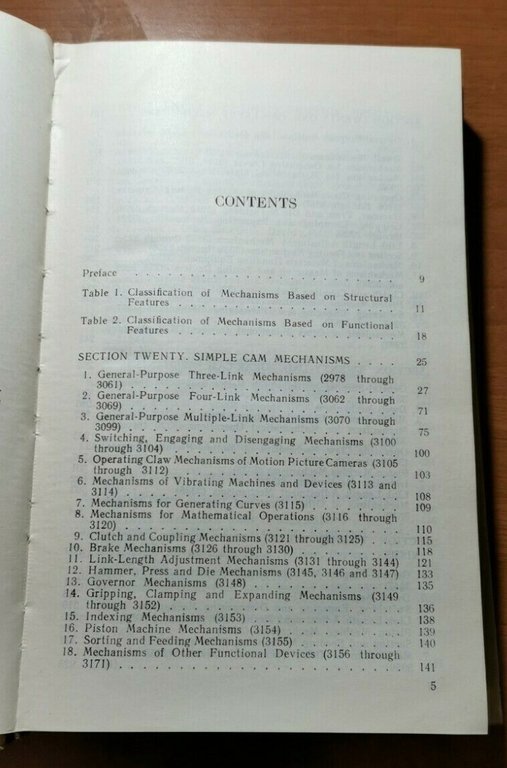 CONTENTS
Preface . . . . . . . . . . . . . . . . . . . . . 9
Table 1. Classification of Mechanisms Based on Structural
Features . . . . . . . . . . . . . . . . . . 11
Table 2. Classification of Mechanisms Based on Functional
Features . . . . . . . . . . . . . . . . . . 18
SECTION TWENTY. SIMPLE CAM MECHANISMS . . . . 25
1. General-Purpose Three-Link Mechanisms (2978 through
3061) . . . . . . . . . . . . . . . . . . . . 27
2. General-Purpose Four-Link Mechanisms (3062 through
3069) . . . . . . . . . . . . . . . . . . . . 71
3. General-Purpose Multiple-Link Mechanisms (3070 through
3099) . . . . . . . . . . . . . . . . . . . . 75
4. Switching, Engaging and Disengaging Mechanisms (3100
through 3104) . . . . . . . . . . . . . . . . 100
5. Operating Claw Mechanisms of Motion Picture Cameras (3105
through 3112) . . . . . . . . . . . . . . . . 103
6. Mechanisms of Vibrating Machines and Devices (3113 and
3114) . . . . . . . . . . . . . . . . . . . . 108
7. Mechanisms for Generating Curves (3115) . . . . . . . 109
8. Mechanisms for Mathematical Operations (3116 through
3120) . . . . . . . . . . . . . . . . . . . . 110
9. Clutch and Coupling Mechanisms (3121 through 3125) . . . 115
10. Brake Mechanisms (3126 through 3130) . . . . . . . . 118
11. Link-Length Adjustment Mechanisms (3131 through 3144) 121
12. Hammer, Press and Die Mechanisms (3145, 3146 and 3147) 133
13. Governor Mechanisms (3148) . . . . . . . . . . . 135
14. Gripping, Clamping and Expanding Mechanisms (3149
through 3152) . . . . . . . . . . . . . . . . 136
15. Indexing Mechanisms (3153) . . . . . . . . . . . 138
16. Piston Machine Mechanisms (3154) . . . . . . . . . 139
17. Sorting and Feeding Mechanisms (3155) . . . . . . . 140
18. Mechanisms of Other Functional Devices (3156 through
3171) . . . . . . . . . . . . . . . . . . . . 141
5